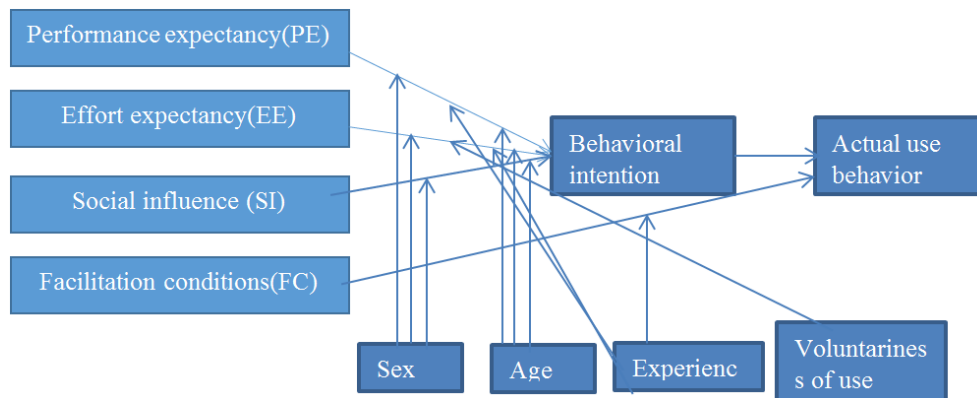 Performance expectancy(PE)
Effort expectancy(EE)
Social influence (SI)
Facilitation conditions(FC)
Behavioral
intention
Actual use
behavior
Sex
Age
Experienc
Voluntarines
s of use